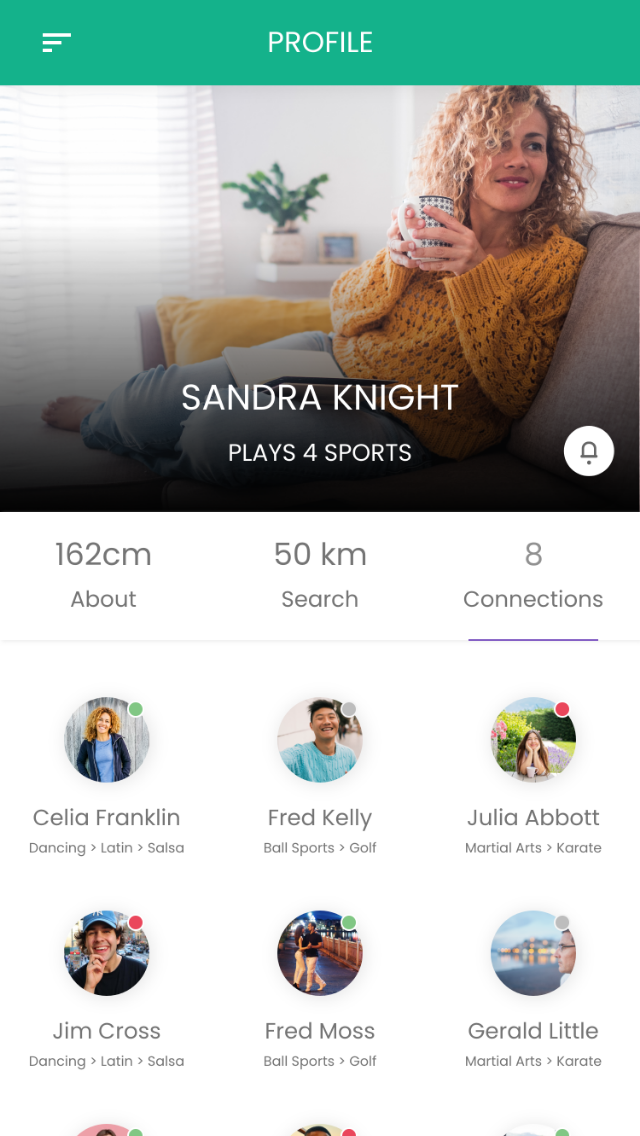 PROFILE
SANDRA KNIGHT
PLAYS 4 SPORTS
162cm
50 km
8
About
Search
Connections
Celia Franklin
Fred Kelly
Julia Abbott
Dancing > Latin > Salsa
Ball Sports > Golf
Martial Arts > Karate
Jim Cross
Fred Moss
Gerald Little
Dancing > Latin > Salsa
Ball Sports > Golf
Martial Arts > Karate